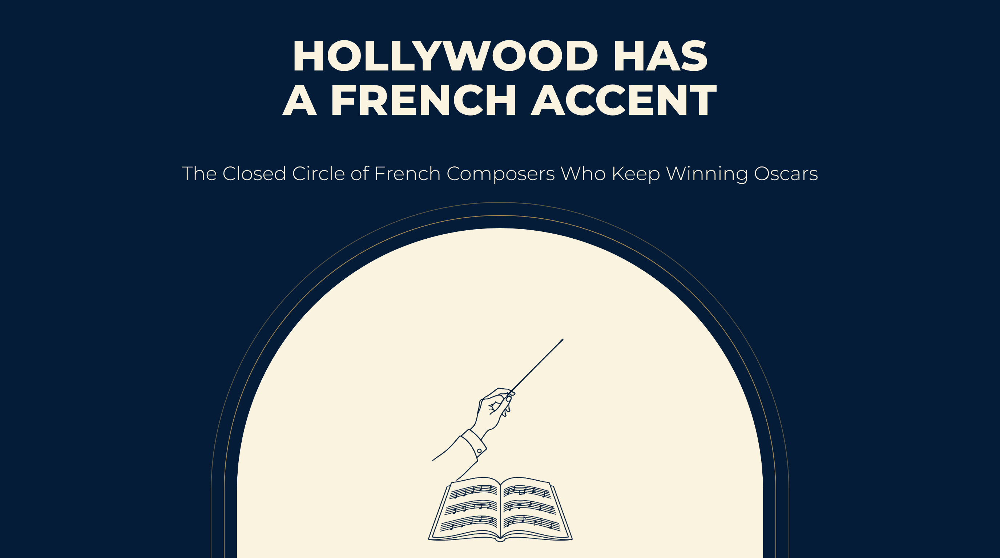 HOLLYWOOD HAS
A FRENCH ACCENT
The Closed Circle of French Composers Who Keep Winning Oscars